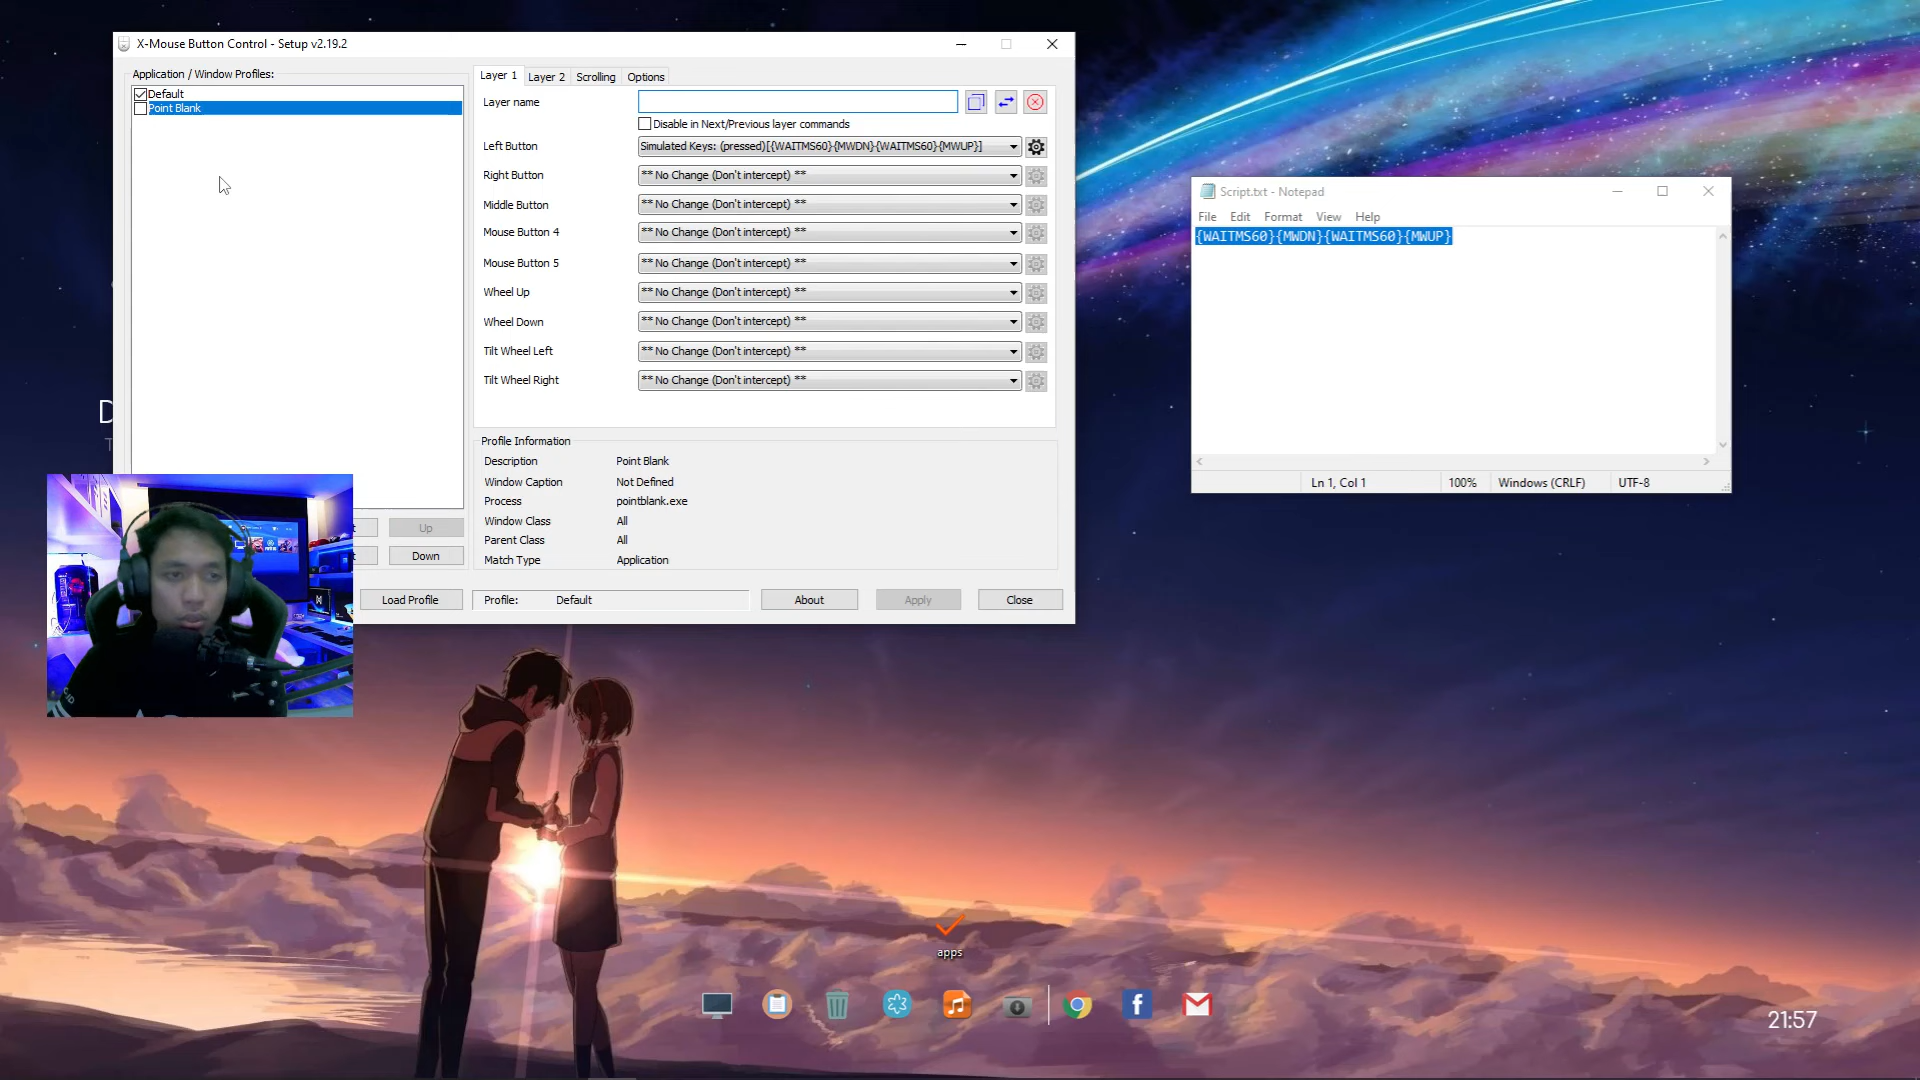 X-Mouse Button Control - Setup v2.19.2
Application / Window Profiles:
Default
Point Blank
Layer 1
Layer 2
Scrolling
Options
Layer name
Disable in Next/Previous layer commands
Left Button
Simulated Keys: (pressed)[{WAITMS60}{MWDN}{WAITMS60}{MWUP}]
Right Button
** No Change (Don't intercept) **
Middle Button
** No Change (Don't intercept) **
Mouse Button 4
** No Change (Don't intercept) **
Mouse Button 5
** No Change (Don't intercept) **
Wheel Up
** No Change (Don't intercept) **
Wheel Down
** No Change (Don't intercept) **
Tilt Wheel Left
** No Change (Don't intercept) **
Tilt Wheel Right
** No Change (Don't intercept) **
Profile Information
Description
Point Blank
Window Caption
Not Defined
Process
pointblank.exe
Window Class
All
Parent Class
All
Match Type
Application
Up
Down
Load Profile
Profile:
Default
About
Apply
Close
Script.txt - Notepad
File
Edit
Format
View
Help
{WAITMS60}{MWDN}{WAITMS60}{MWUP}
Ln 1, Col 1
100%
Windows (CRLF)
UTF-8
apps
21:57